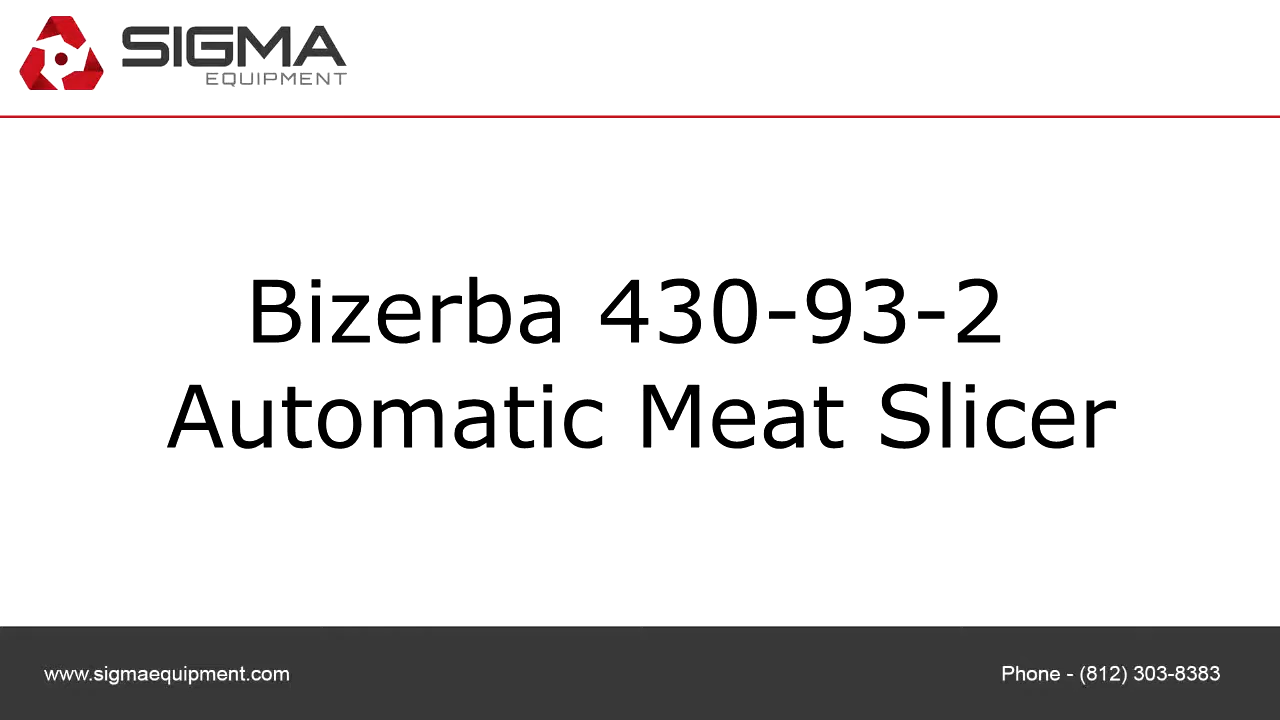 SIGMA
EQUIPMENT
Bizerba 430-93-2
Automatic Meat Slicer
www.sigmaequipment.com
Phone - (812) 303-8383